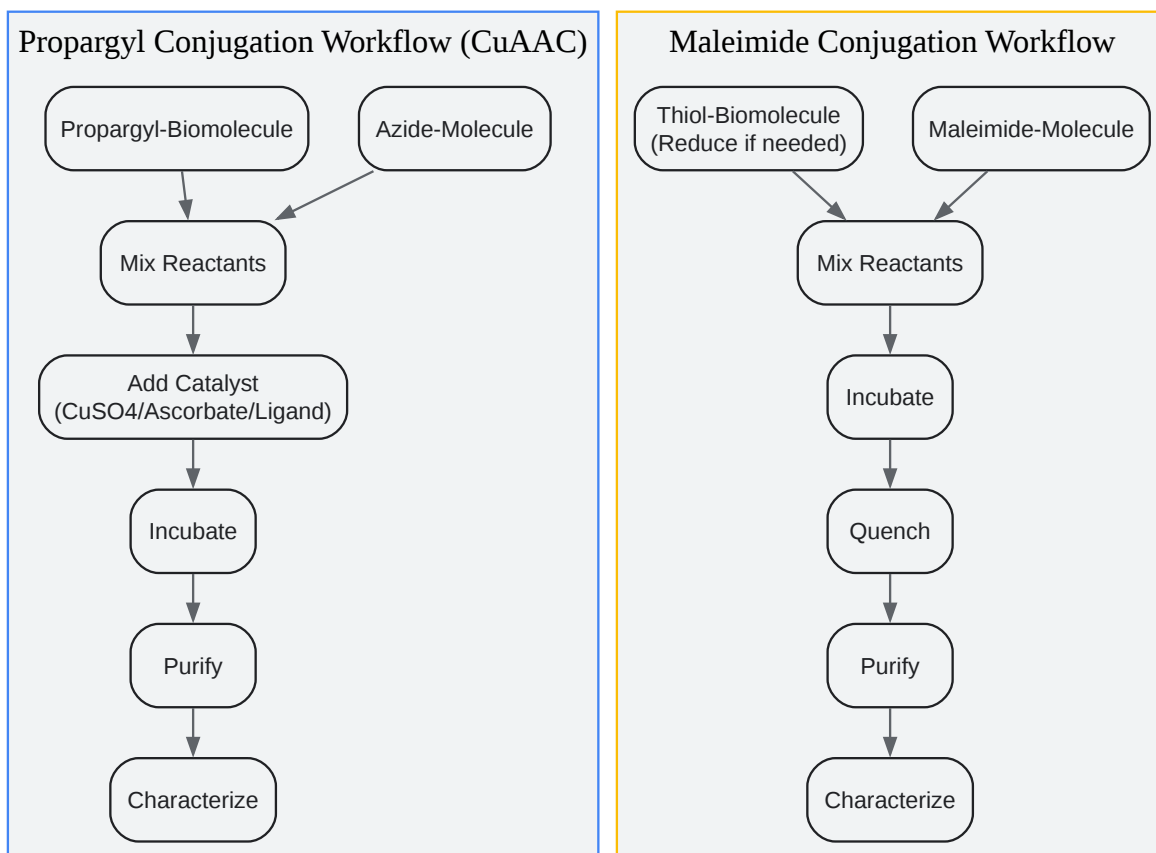 Propargyl Conjugation Workflow (CuAAC)
Propargyl-Biomolecule
Azide-Molecule
Mix Reactants
Add Catalyst
(CuSO4/Ascorbate/Ligand)
Incubate
Purify
Characterize
Maleimide Conjugation Workflow
Thiol-Biomolecule
(Reduce if needed)
Maleimide-Molecule
Mix Reactants
Incubate
Quench
Purify
Characterize